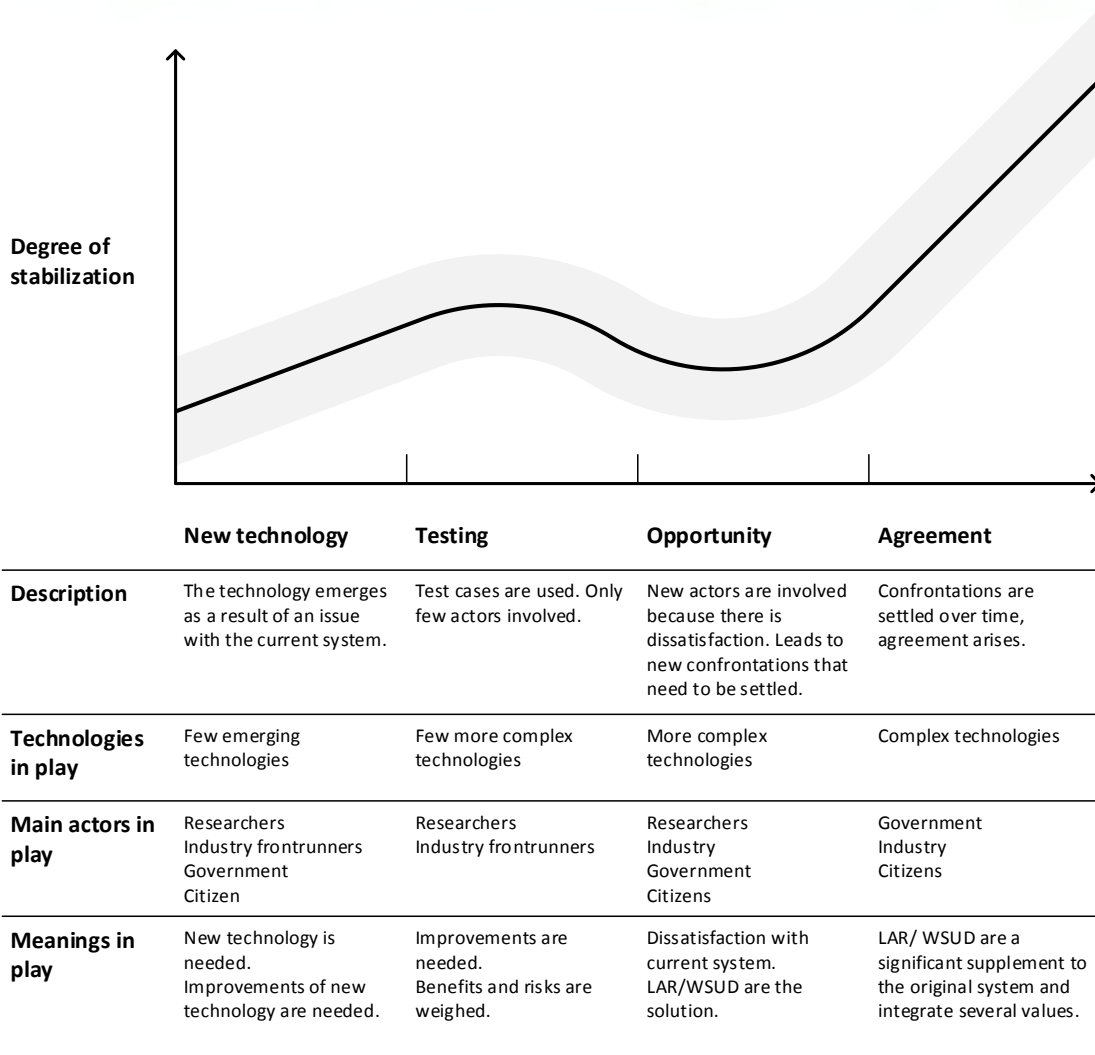 Degree of
stabilization
New technology
Testing
Opportunity
Agreement
Description
The technology emerges
as a result of an issue
with the current system.
Test cases are used. Only
few actors involved.
New actors are involved
because there is
dissatisfaction. Leads to
new confrontations that
need to be settled.
Confrontations are
settled over time,
agreement arises.
Technologies
in play
Few emerging
technologies
Few more complex
technologies
More complex
technologies
Complex technologies
Main actors in
play
Researchers
Industry frontrunners
Government
Citizen
Researchers
Industry frontrunners
Researchers
Industry
Government
Citizens
Government
Industry
Citizens
Meanings in
play
New technology is
needed.
Improvements of new
technology are needed.
Improvements are
needed.
Benefits and risks are
weighed.
Dissatisfaction with
current system.
LAR/WSUD are the
solution.
LAR/ WSUD are a
significant supplement to
the original system and
integrate several values.